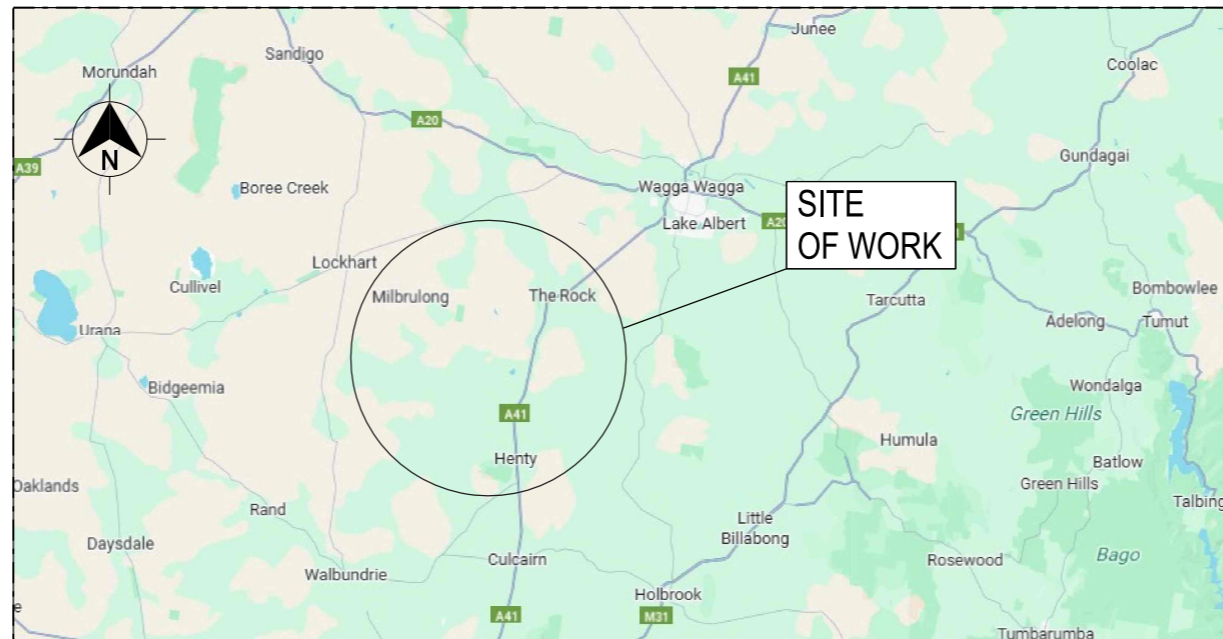 Junee
Sandigo
Coolac
Morundah
A41
A20
Gundagai
A39
N
Boree Creek
Wagga Wagga
SITE
OF WORK
Lake Albert
A20
Lockhart
Cullivel
Milbrulong
The Rock
Tarcutta
Bombowlee
Adelong
Tumut
Urana
Bidgeemia
Wondalga
A41
Green Hills
Humula
Henty
Batlow
Green Hills
Oaklands
Talbing
Rand
Little
Billabong
Daysdale
Bago
Culcairn
Rosewood
Walbundrie
Holbrook
A41
M31
Tumbarumba